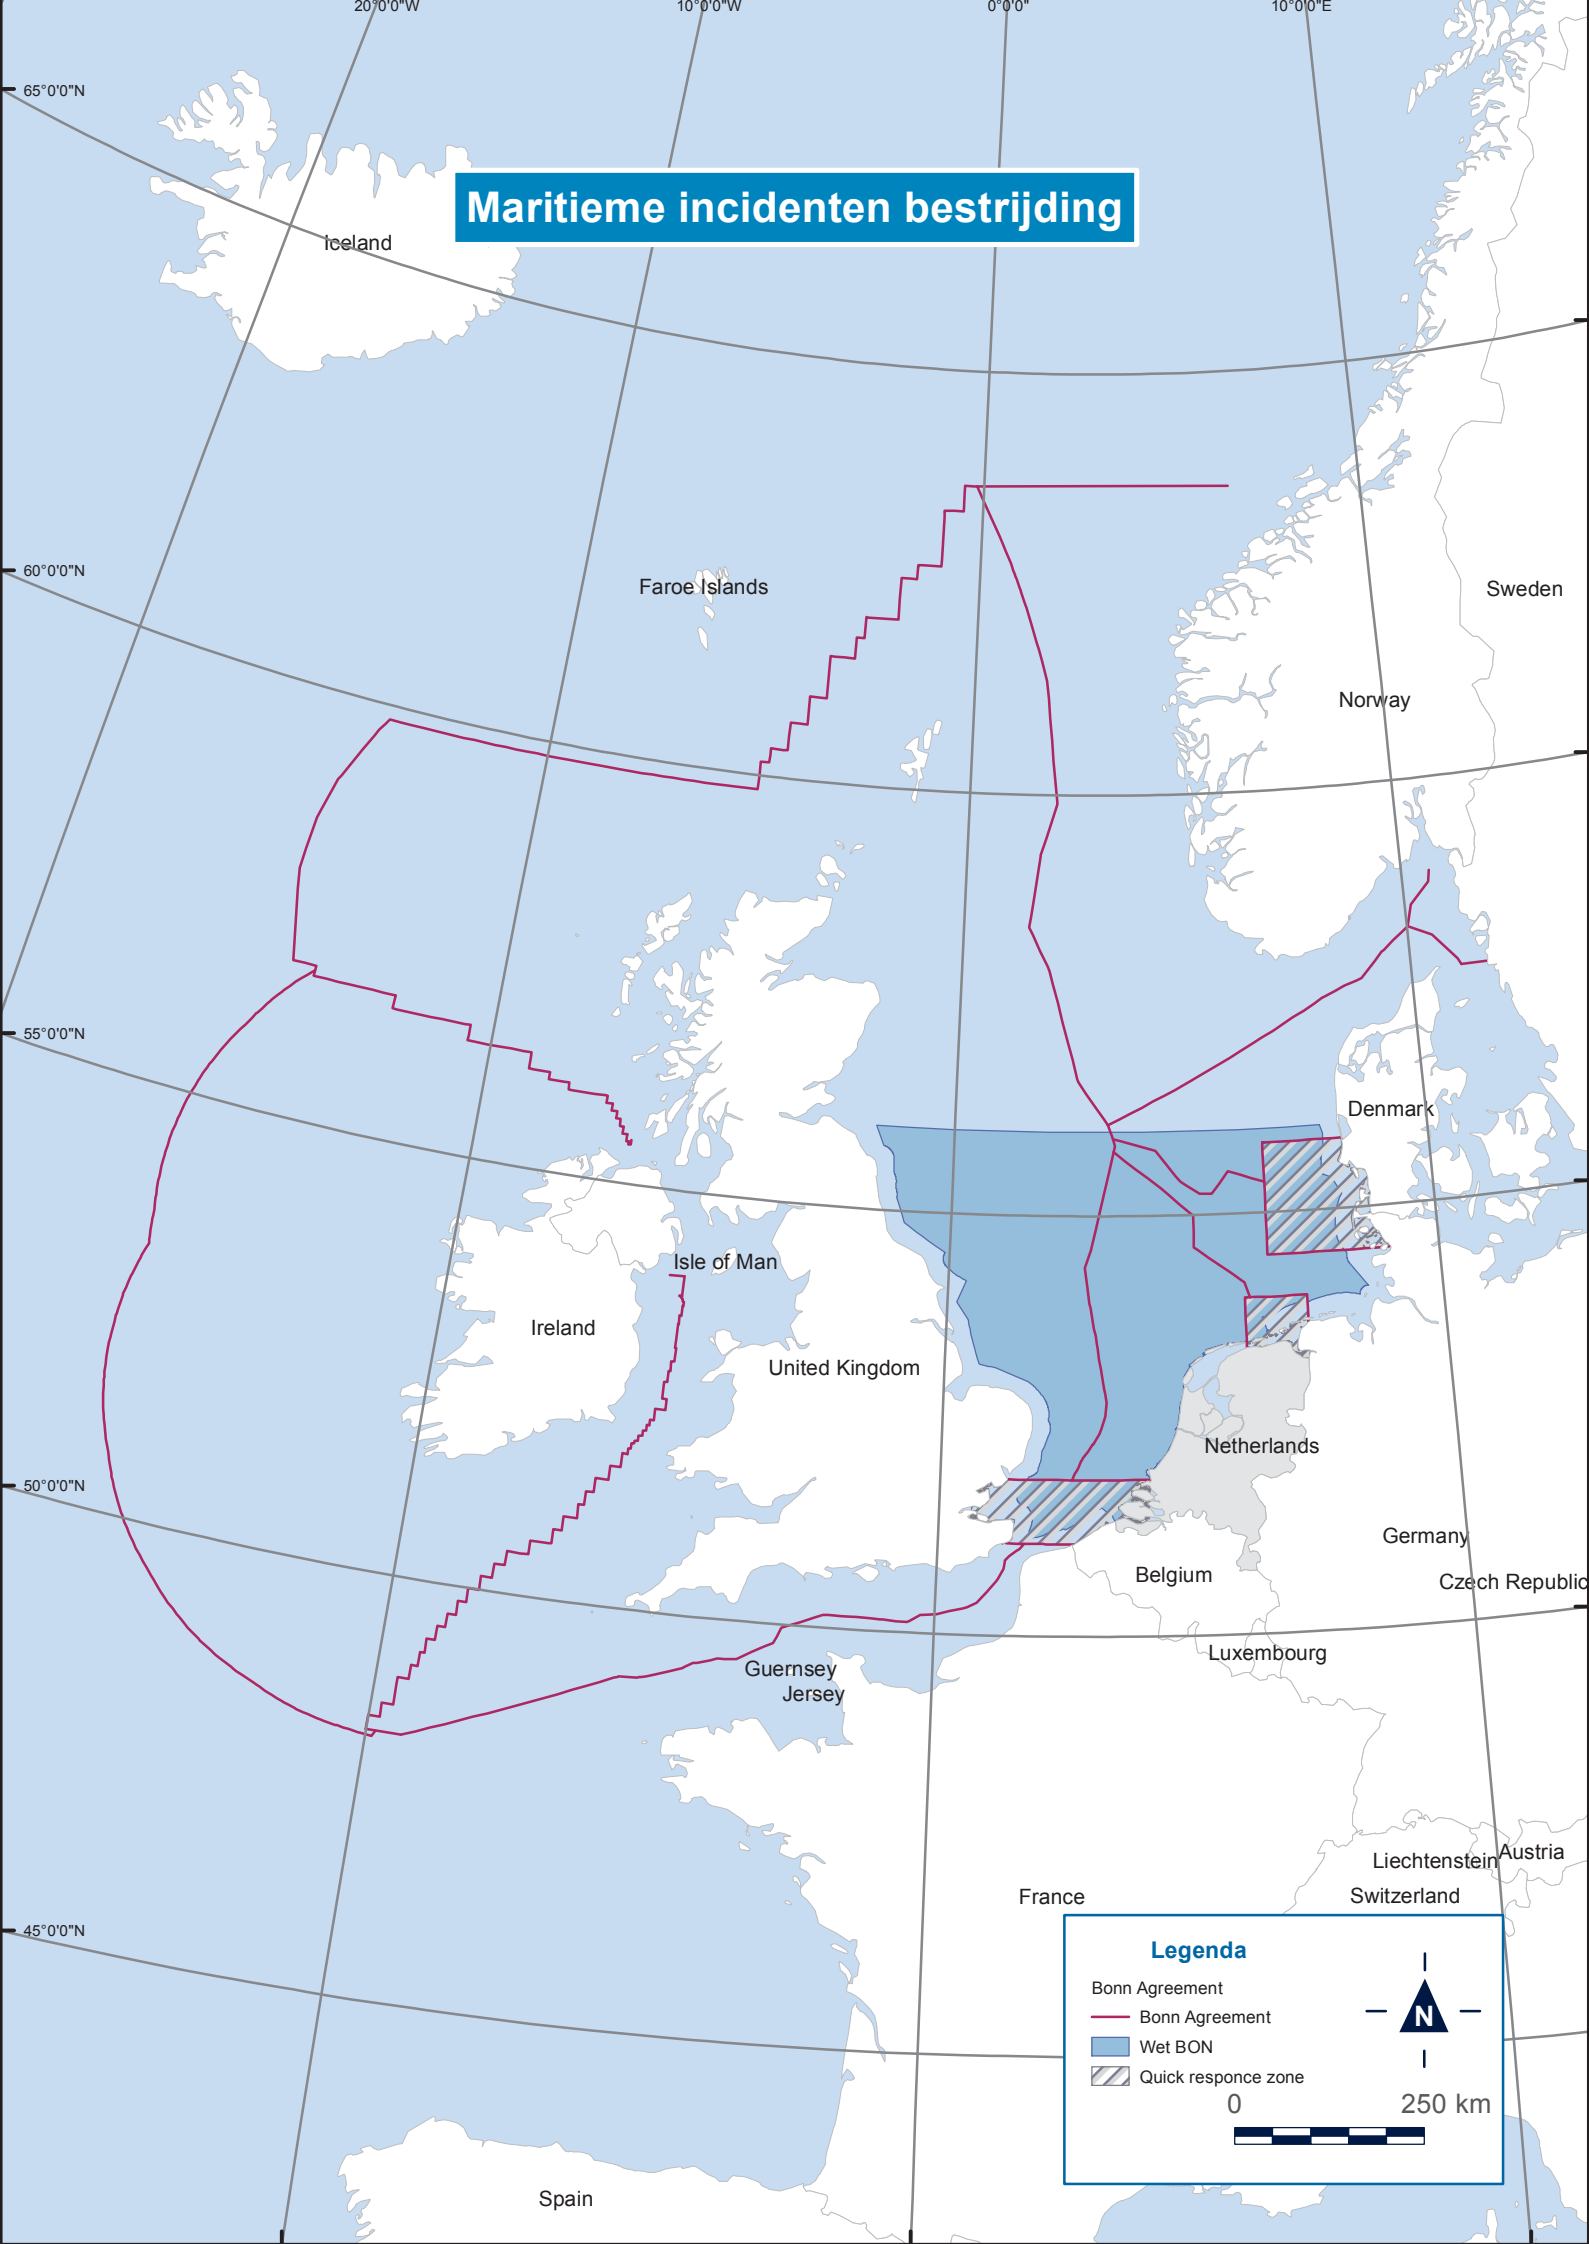 20°0'0"W
10°0'0"W
0°0'0"
10°0'0"E
65°0'0"N
Maritieme incidenten bestrijding
Iceland
60°0'0"N
Faroe Islands
Sweden
Norway
55°0'0"N
Denmark
Isle of Man
Ireland
United Kingdom
Netherlands
50°0'0"N
Germany
Belgium
Czech Republic
Luxembourg
Guernsey
Jersey
Austria
Liechtenstein
France
Switzerland
45°0'0"N
Legenda
Bonn Agreement
Bonn Agreement
Wet BON
Quick responce zone
N
0 250 km
Spain